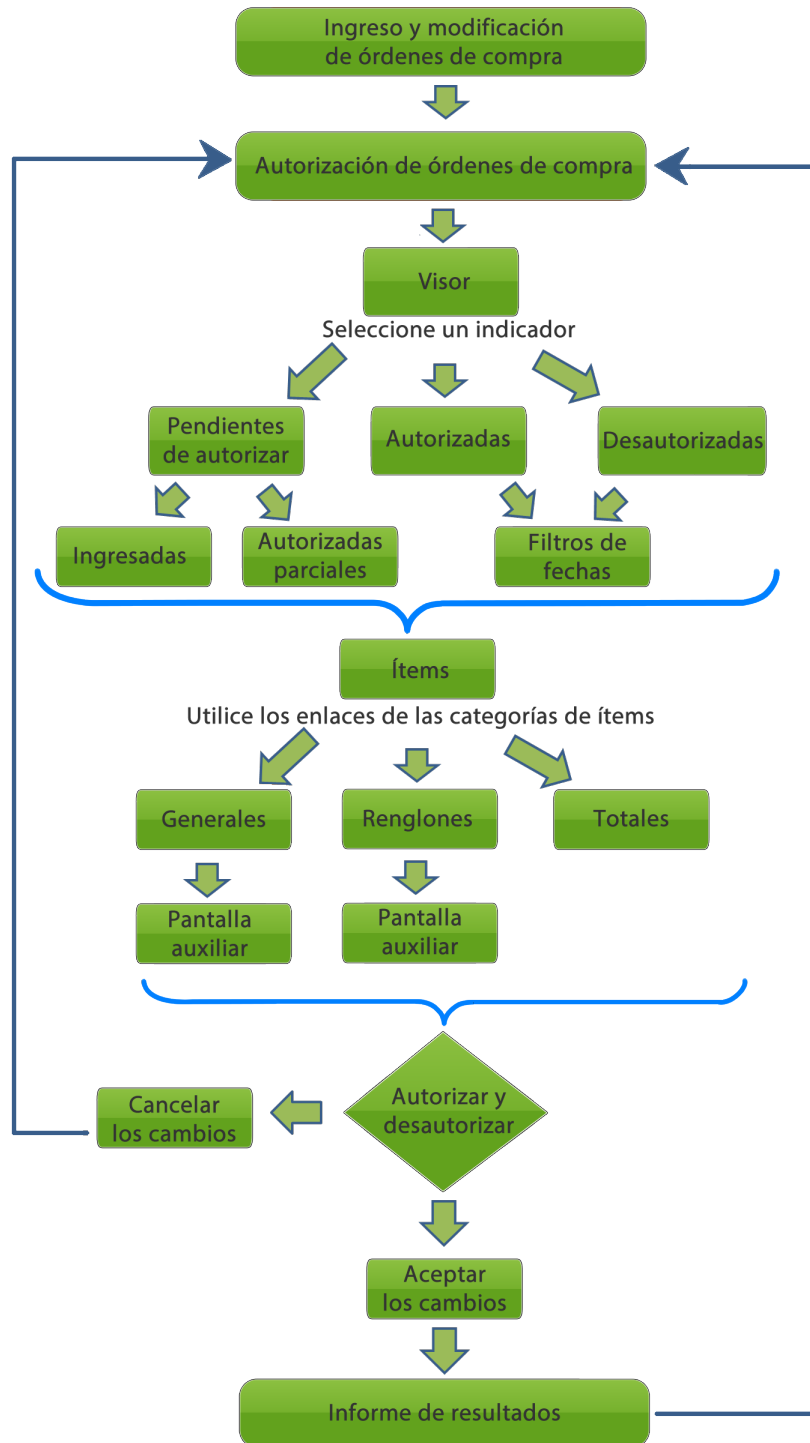 Ingreso y modificación
de órdenes de compra
Autorización de órdenes de compra
Visor
Seleccione un indicador
Pendientes
de autorizar
Autorizadas
Desautorizadas
Ingresadas
Autorizadas
parciales
Filtros de
fechas
Ítems
Utilice los enlaces de las categorías de ítems
Generales
Renglones
Totales
Pantalla
auxiliar
Pantalla
auxiliar
Autorizar y
desautorizar
Cancelar
los cambios
Aceptar
los cambios
Informe de resultados